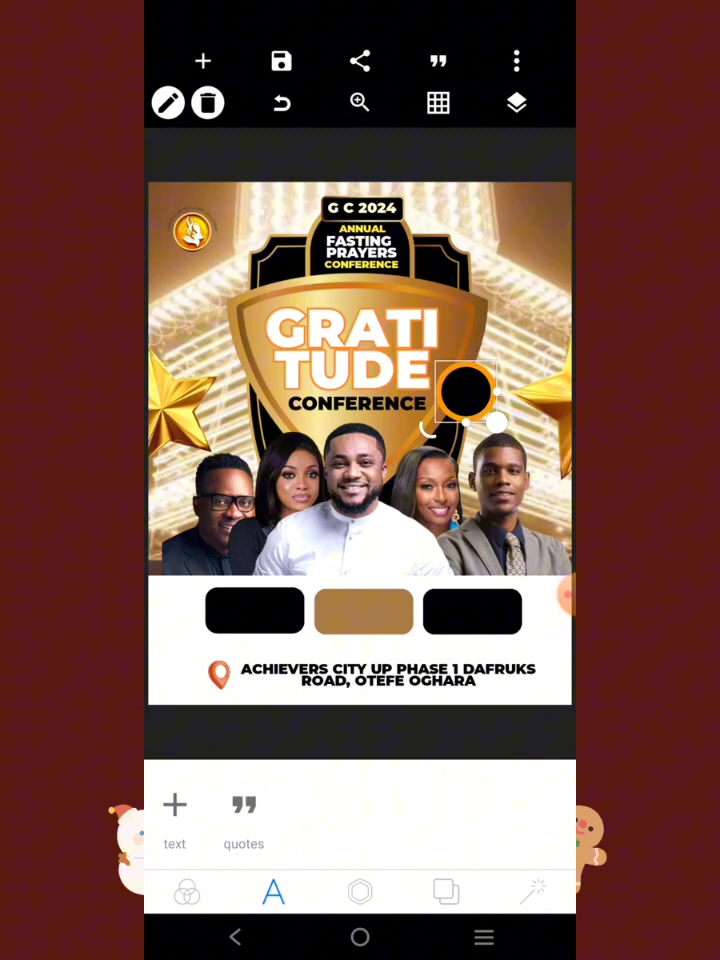 G C 2024
ANNUAL
FASTING
PRAYERS
CONFERENCE
GRATI
TUDE
CONFERENCE
ACHIEVERS CITY UP PHASE 1 DAFRUKS
ROAD, OTEFE OGHARA
text
quotes